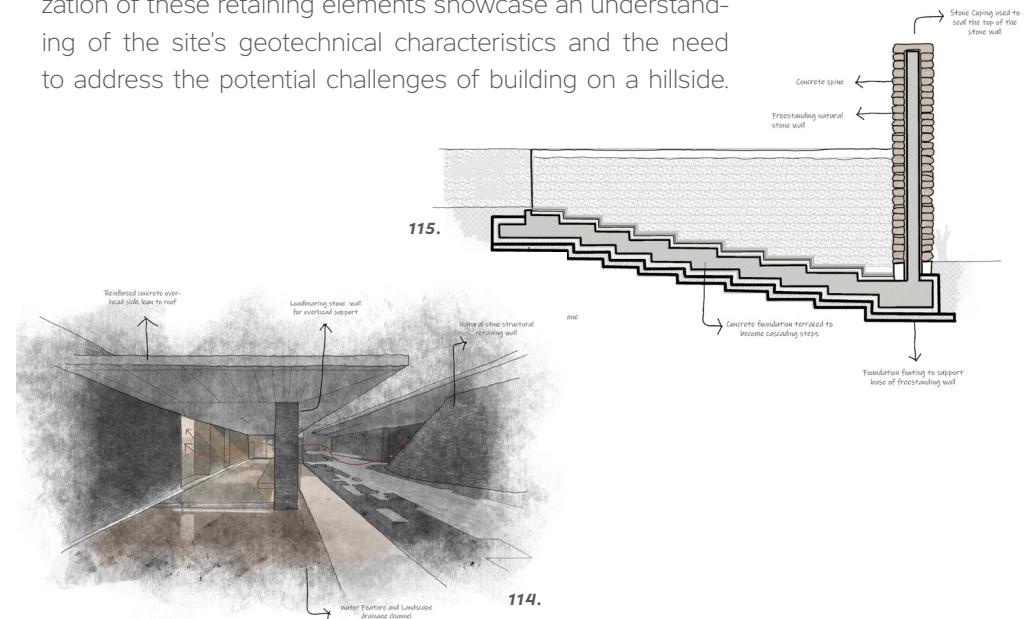 zation of these retaining elements showcase an understand-
ing of the site's geotechnical characteristics and the need
to address the potential challenges of building on a hillside.
Stone Coping used to
seal the top of the
stone wall
Concrete spine
Freestanding natural
stone wall
115.
Concrete foundation terraced to
become cascading steps
Foundation footing to support
base of freestanding wall
Reinforced concrete over-
head slab, lean to roof
Loadbearing stone wall
for overhead support
Natural stine structural
retaining wall
one
Water Feature and Landscape
drainane channel
114.